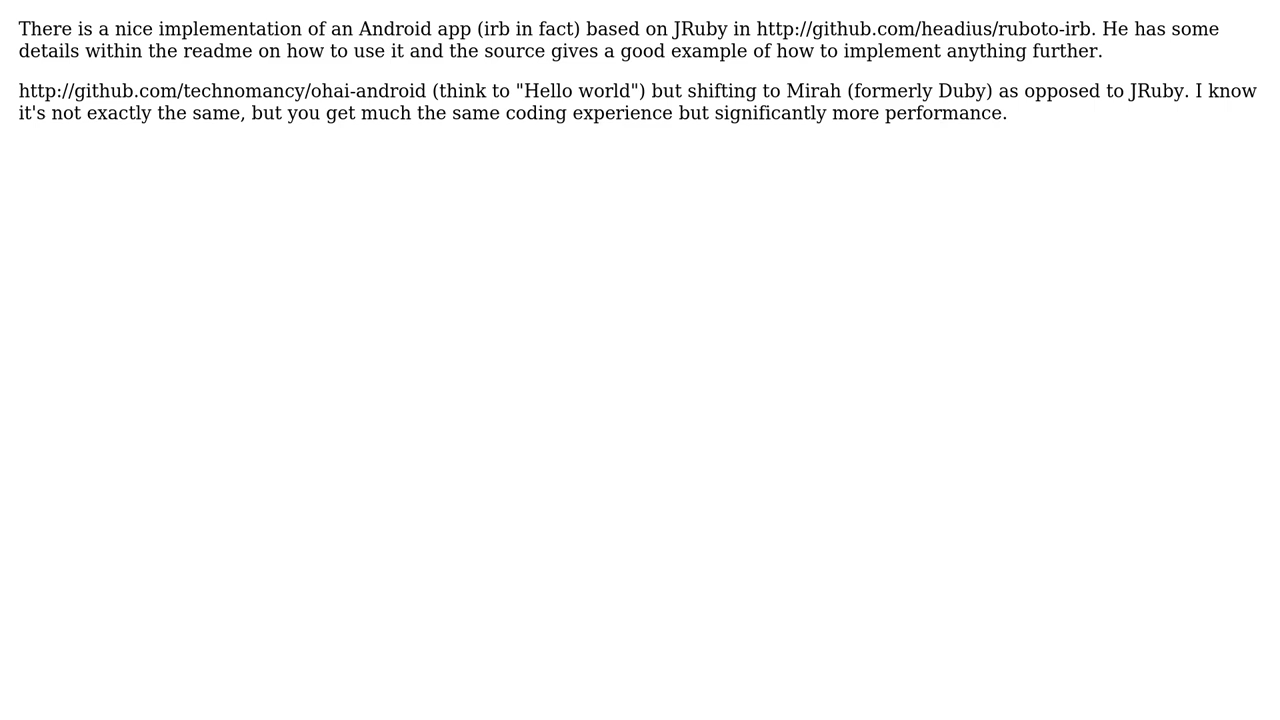 There is a nice implementation of an Android app (irb in fact) based on JRuby in http://github.com/headius/ruboto-irb. He has some
details within the readme on how to use it and the source gives a good example of how to implement anything further.
http://github.com/technomancy/ohai-android (think to "Hello world") but shifting to Mirah (formerly Duby) as opposed to JRuby. I know
it's not exactly the same, but you get much the same coding experience but significantly more performance.